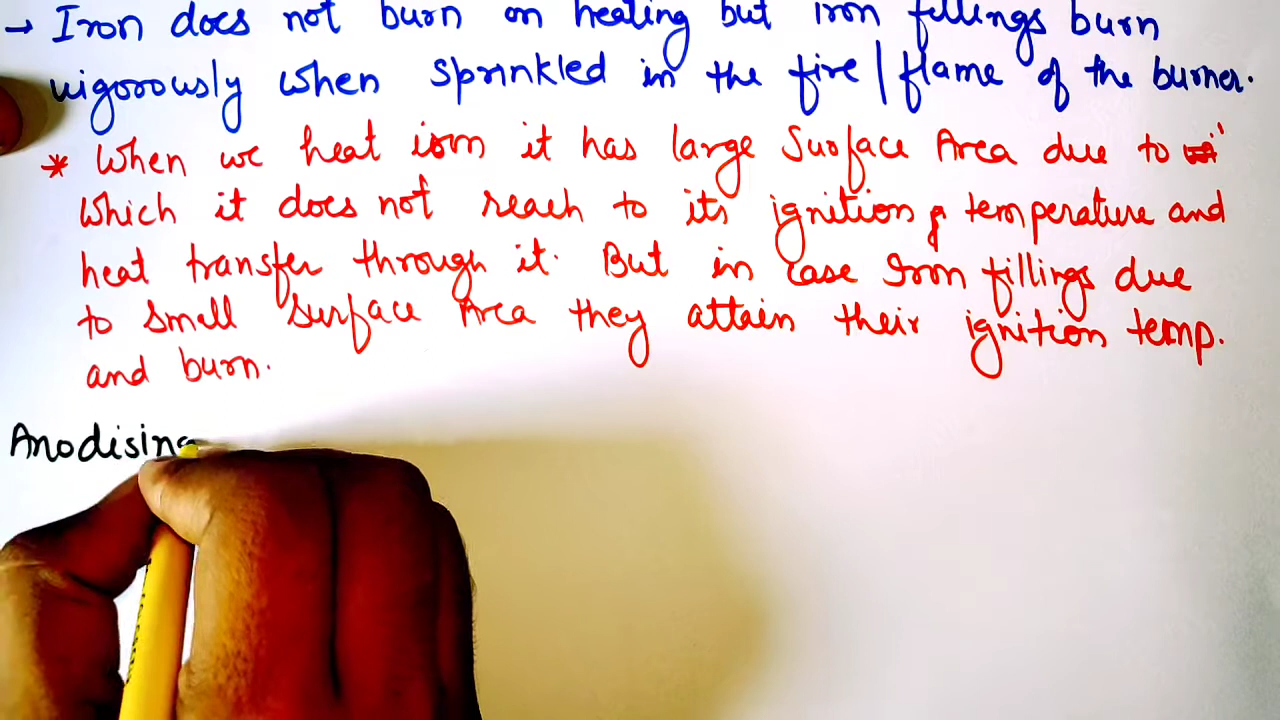 → Iron does not burn on heating but iron fillings burn
vigorously when sprinkled in the fire/flame of the burner.
* When we heat iron it has large Surface Area due to
which it does not reach to its ignition temperature and
heat transfer through it. But in case Iron fillings due
to small surface Area they attain their ignition temp.
and burn.
Anodising